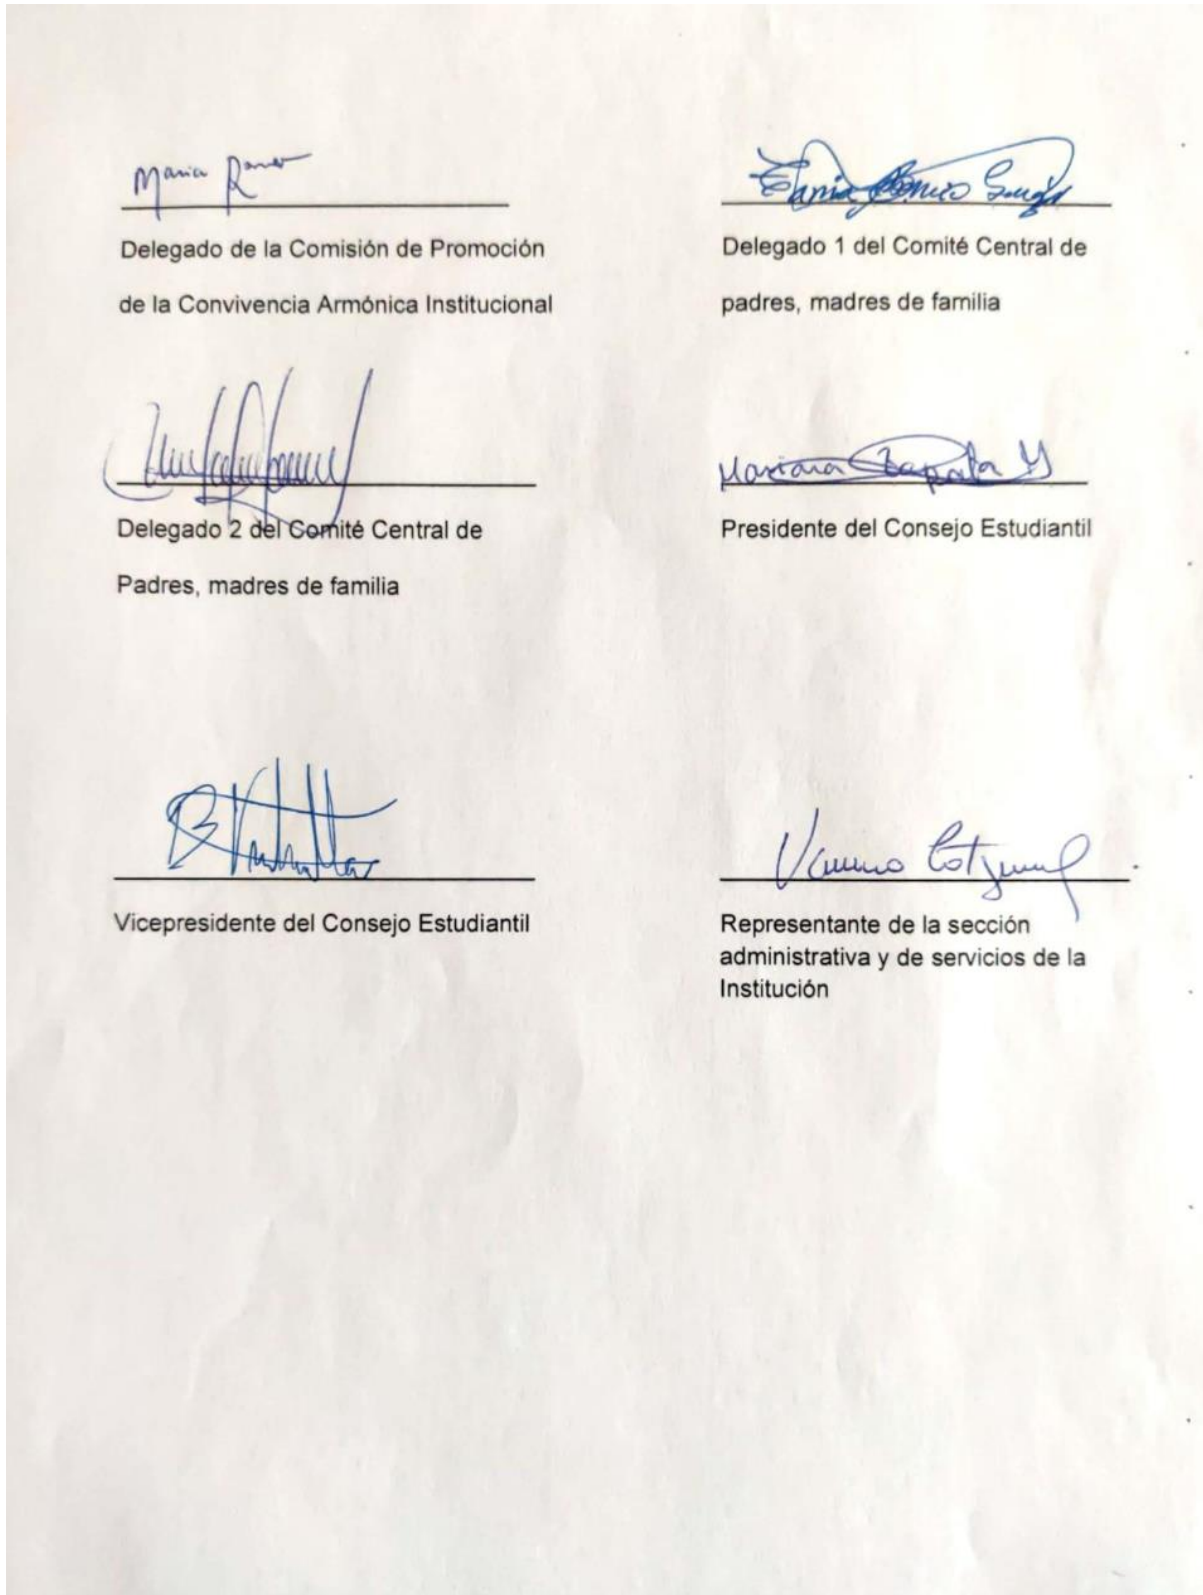 Maria
Delegado de la Comisión de Promoción
de la Convivencia Armónica Institucional
Delegado 1 del Comité Central de
padres, madres de familia
Delegado 2 del Comité Central de
Padres, madres de familia
Mariana Zapata
Presidente del Consejo Estudiantil
Vicepresidente del Consejo Estudiantil
Representante de la sección
administrativa y de servicios de la
Institución